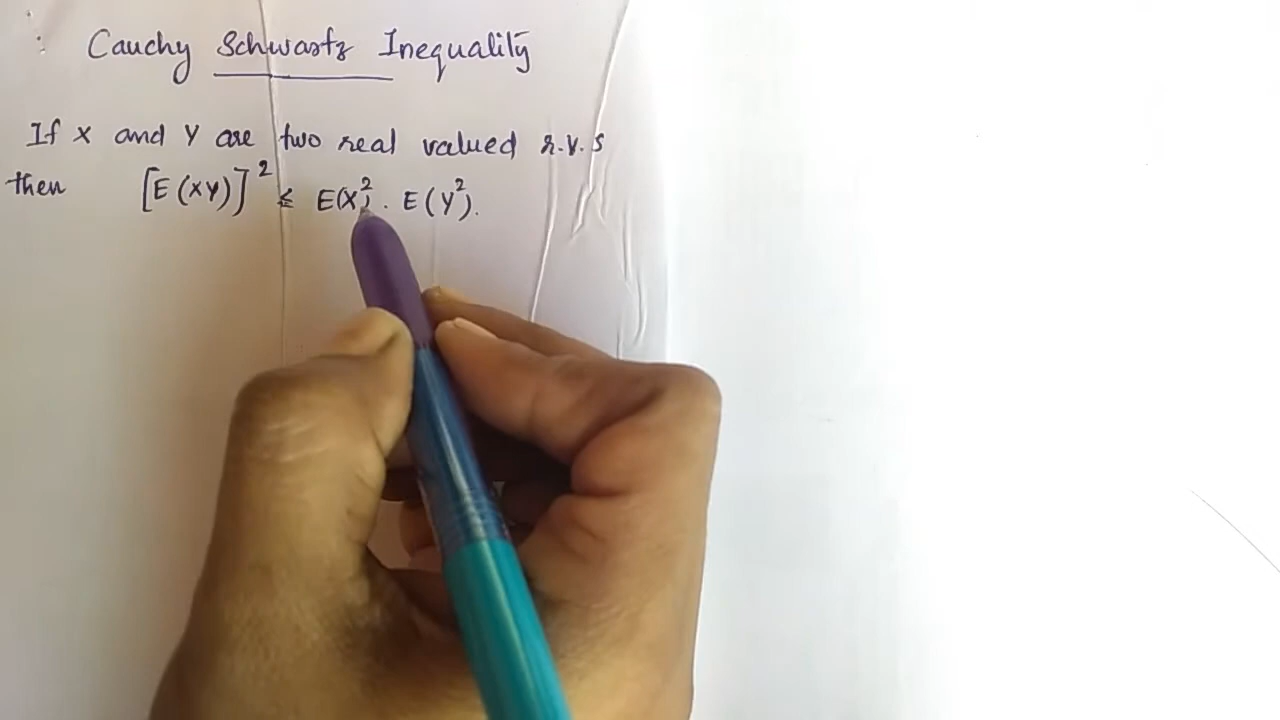 Cauchy Schwartz Inequality
If X and Y are two real valued r.v.s
then [E(XY)]² ≤ E(X²) . E(Y²).